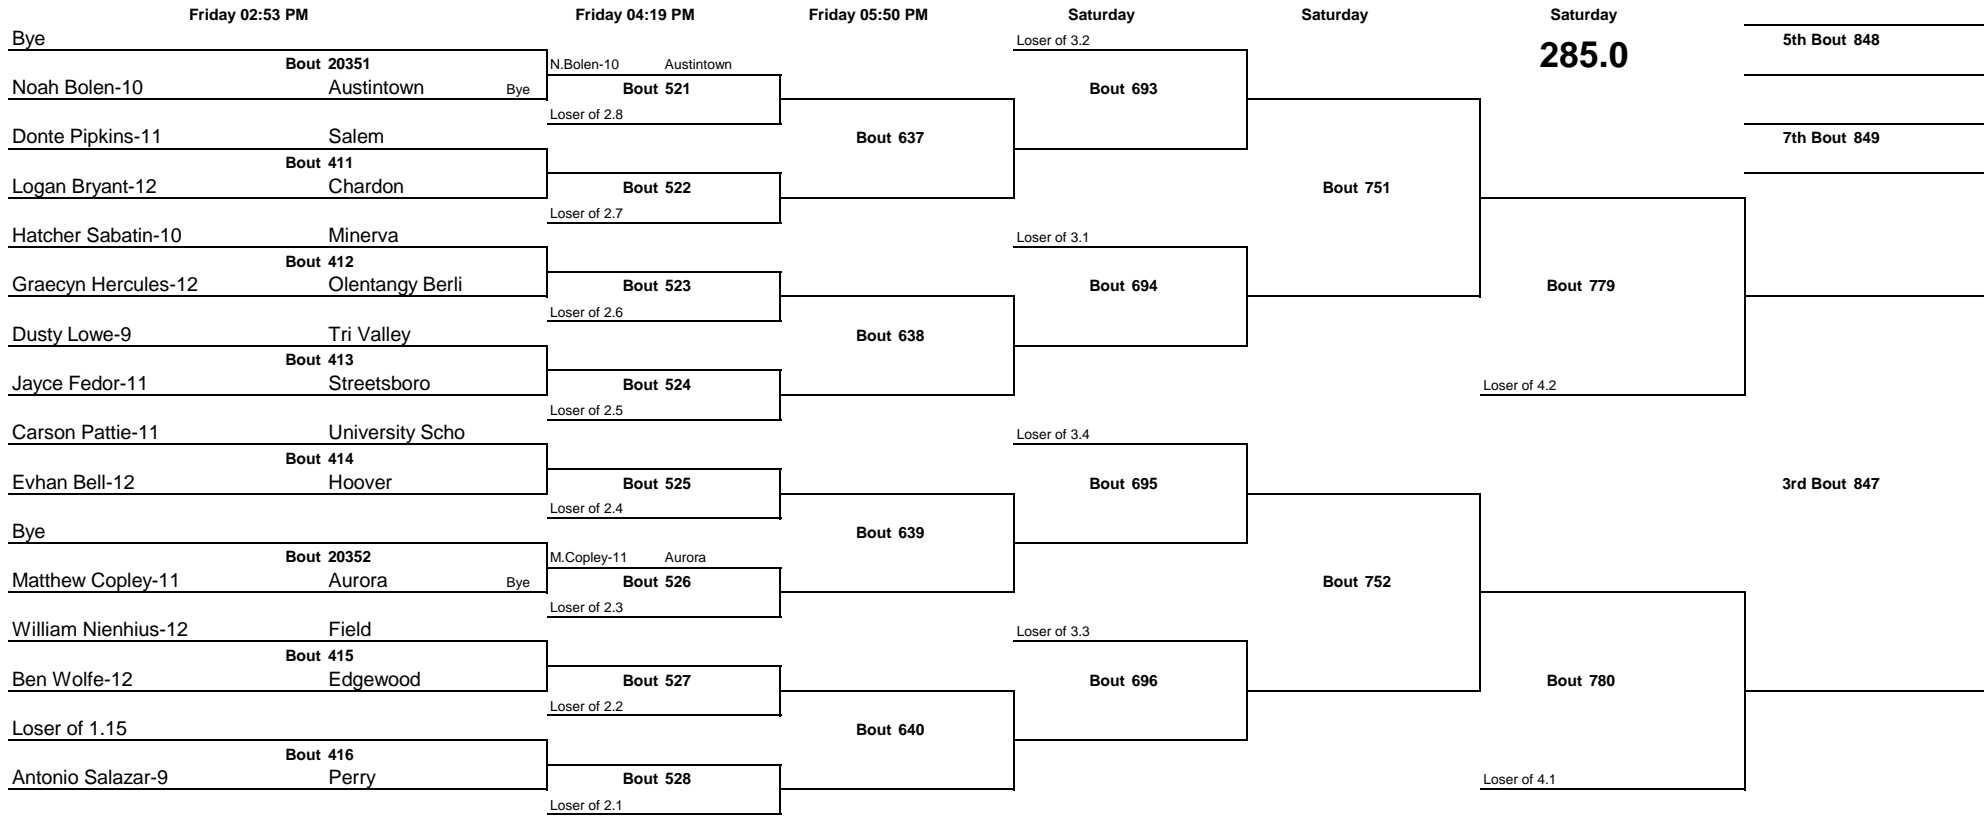 Friday 02:53 PM Friday 04:19 PM Friday 05:50 PM Saturday Saturday Saturday
Bye Loser of 3.2 5th Bout 848
285.0
Bout 20351 N.Bolen-10 Austintown
Noah Bolen-10 Austintown Bye Bout 521 Bout 693
Loser of 2.8
Donte Pipkins-11 Salem Bout 637 7th Bout 849
Bout 411
Logan Bryant-12 Chardon Bout 522 Bout 751
Loser of 2.7
Hatcher Sabatin-10 Minerva Loser of 3.1
Bout 412
Graecyn Hercules-12 Olentangy Berli Bout 523 Bout 694 Bout 779
Loser of 2.6
Dusty Lowe-9 Tri Valley Bout 638
Bout 413
Jayce Fedor-11 Streetsboro Bout 524 Loser of 4.2
Loser of 2.5
Carson Pattie-11 University Scho Loser of 3.4
Bout 414
Evhan Bell-12 Hoover Bout 525 Bout 695 3rd Bout 847
Loser of 2.4
Bye Bout 639
Bout 20352 M.Copley-11 Aurora
Matthew Copley-11 Aurora Bye Bout 526 Bout 752
Loser of 2.3
William Nienhius-12 Field Loser of 3.3
Bout 415
Ben Wolfe-12 Edgewood Bout 527 Bout 696 Bout 780
Loser of 2.2
Loser of 1.15 Bout 640
Bout 416
Antonio Salazar-9 Perry Bout 528 Loser of 4.1
Loser of 2.1